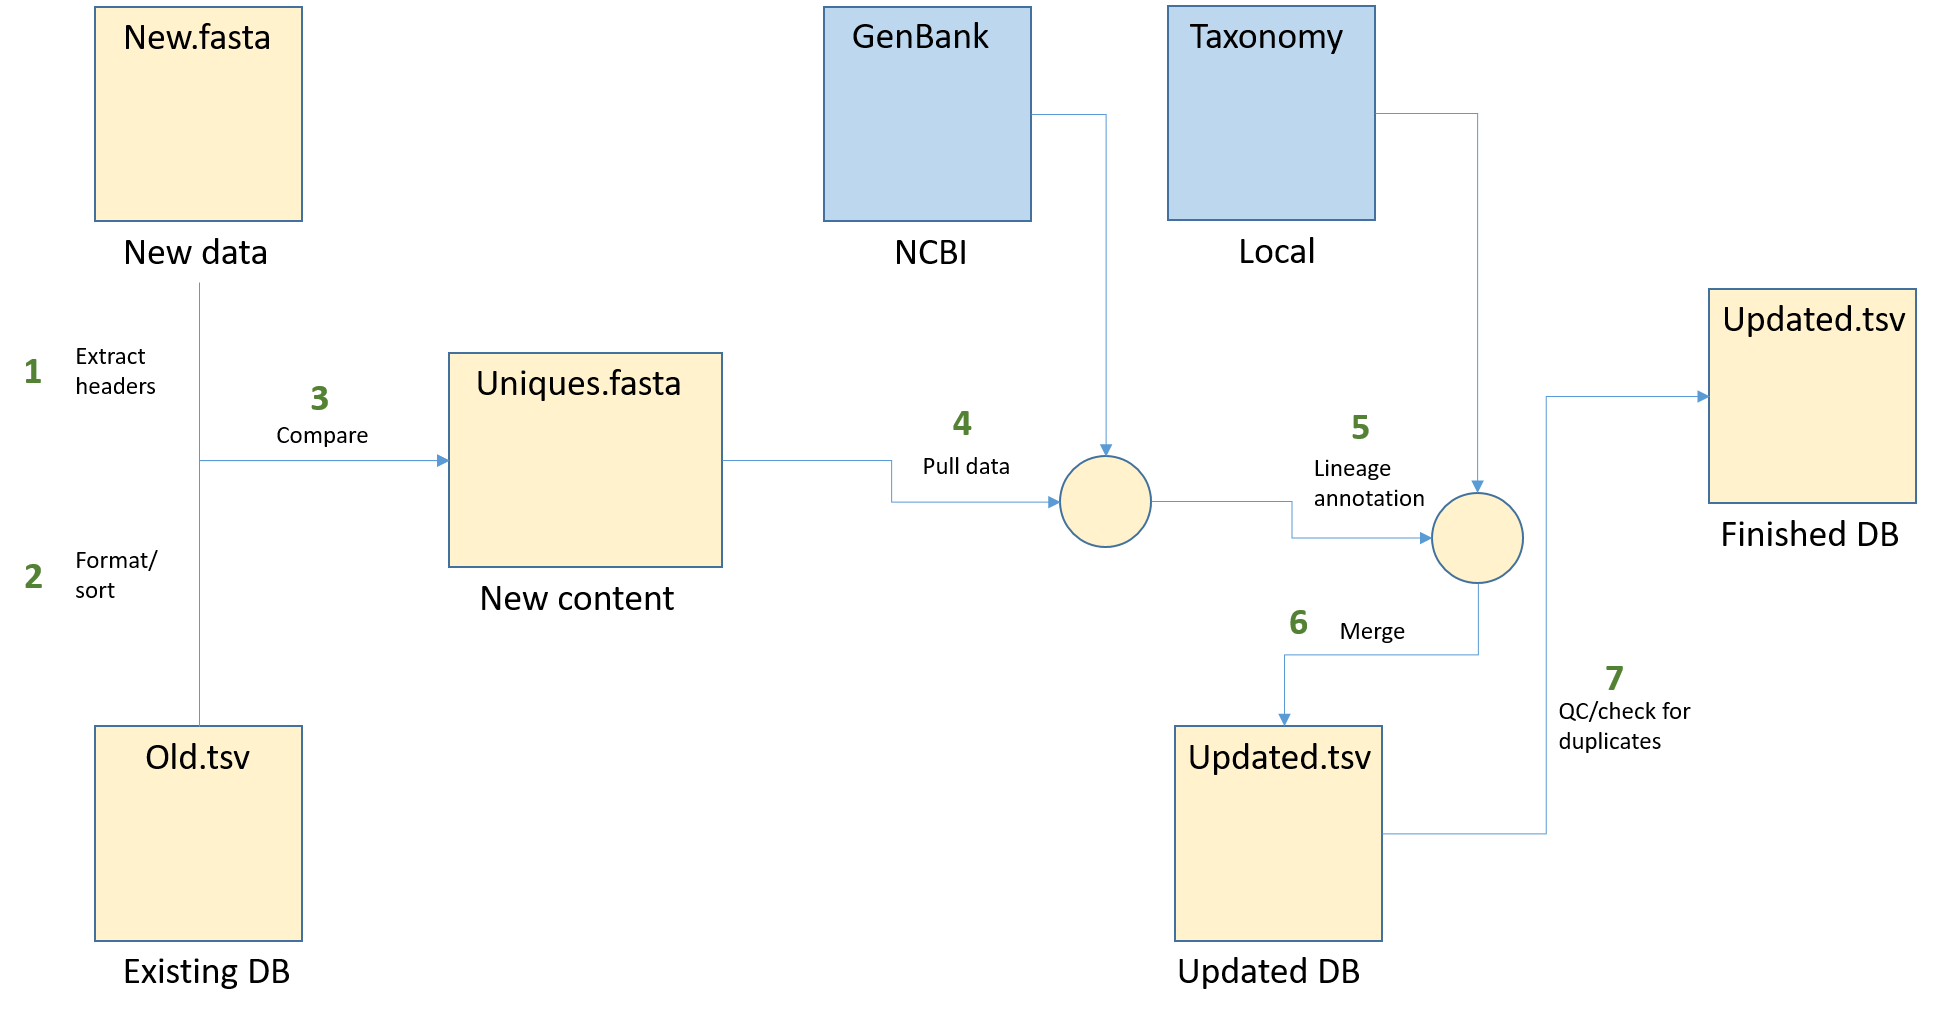 New.fasta
New data
GenBank
NCBI
Taxonomy
Local
1
Extract
headers
2
Format/
sort
3
Compare
Uniques.fasta
New content
4
Pull data
5
Lineage
annotation
6
Merge
7
QC/check for
duplicates
Updated.tsv
Finished DB
Old.tsv
Existing DB
Updated.tsv
Updated DB